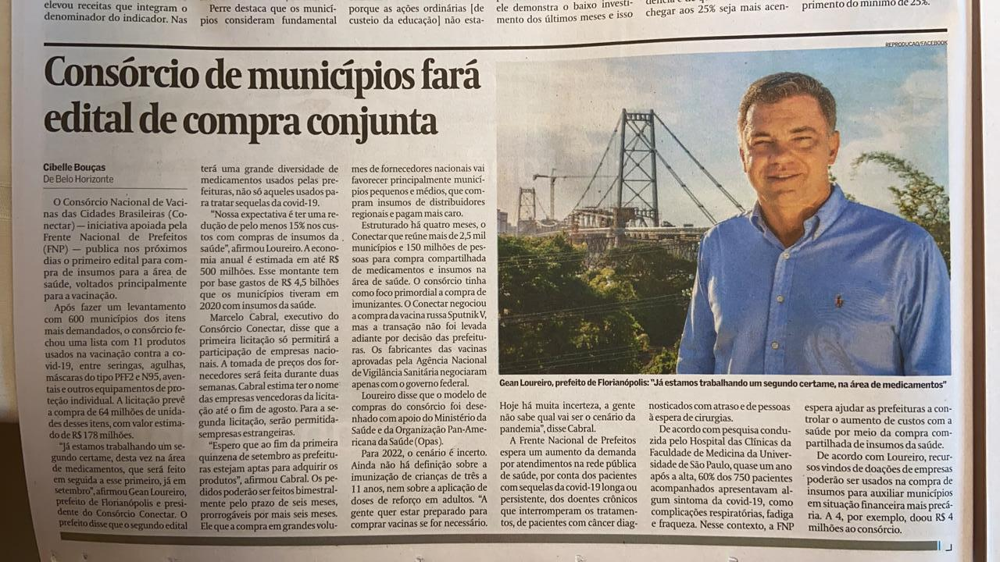 elevou receitas que integram o
denominador do indicador. Nas
Perre destaca que os municí-
pios consideram fundamental
porque as ações ordinárias [de
custeio da educação] não esta-
ele demonstra o baixo investi-
mento dos últimos meses e isso
chegar aos 25% seja mais acen-
primento do mínimo de 25%.
REPRODUÇÃO/FACEBOOK
Consórcio de municípios fará
edital de compra conjunta
Cibelle Bouças
De Belo Horizonte
O Consórcio Nacional de Vaci-
nas das Cidades Brasileiras (Co-
nectar) — iniciativa apoiada pela
Frente Nacional de Prefeitos
(FNP) — publica nos próximos
dias o primeiro edital para com-
pra de insumos para a área de
saúde, voltados principalmente
para a vacinação.
Após fazer um levantamento
com 600 municípios dos itens
mais demandados, o consórcio fe-
chou uma lista com 11 produtos
usados na vacinação contra a co-
vid-19, entre seringas, agulhas,
máscaras do tipo PFF2 e N95, aven-
tais e outros equipamentos de pro-
teção individual. A licitação prevê
a compra de 64 milhões de unida-
des desses itens, com valor estima-
do de R$ 178 milhões.
"Já estamos trabalhando um se-
gundo certame, desta vez na área
de medicamentos, que será feito
em seguida a esse primeiro, já em
setembro", afirmou Gean Loureiro,
prefeito de Florianópolis e presi-
dente do Consórcio Conectar. O
prefeito disse que o segundo edital
terá uma grande diversidade de
medicamentos usados pelas pre-
feituras, não só aqueles usados pa-
ra tratar sequelas da covid-19.
"Nossa expectativa é ter uma re-
dução de pelo menos 15% nos cus-
tos com compras de insumos da
saúde", afirmou Loureiro. A econo-
mia anual é estimada em até R$
500 milhões. Esse montante tem
por base gastos de R$ 4,5 bilhões
que os municípios tiveram em
2020 com insumos da saúde.
Marcelo Cabral, executivo do
Consórcio Conectar, disse que a
primeira licitação só permitirá a
participação de empresas nacio-
nais. A tomada de preços dos for-
necedores será feita durante duas
semanas. Cabral estima ter o nome
das empresas vencedoras da licita-
ção até o fim de agosto. Para a se-
gunda licitação, serão permitida-
sempresas estrangeiras.
"Espero que ao fim da primeira
quinzena de setembro as prefeitu-
ras estejam aptas para adquirir os
produtos", afirmou Cabral. Os pe-
didos poderão ser feitos bimestral-
mente pelo prazo de seis meses,
prorrogáveis por mais seis meses.
Ele que a compra em grandes volu-
mes de fornecedores nacionais vai
favorecer principalmente municí-
pios pequenos e médios, que com-
pram insumos de distribuidores
regionais e pagam mais caro.
Estruturado há quatro meses, o
Conectar que reúne mais de 2,5 mil
municípios e 150 milhões de pes-
soas para compra compartilhada
de medicamentos e insumos na
área de saúde. O consórcio tinha
como foco primordial a compra de
imunizantes. O Conectar negociou
a compra da vacina russa Sputnik V,
mas a transação não foi levada
adiante por decisão das prefeitu-
ras. Os fabricantes das vacinas
aprovadas pela Agência Nacional
de Vigilância Sanitária negociaram
apenas com o governo federal.
Loureiro disse que o modelo de
compras do consórcio foi dese-
nhado com apoio do Ministério da
Saúde e da Organização Pan-Ame-
ricana da Saúde (Opas).
Para 2022, o cenário é incerto.
Ainda não há definição sobre a
imunização de crianças de três a
11 anos, nem sobre a aplicação de
doses de reforço em adultos. "A
gente quer estar preparado para
comprar vacinas se for necessário.
Gean Loureiro, prefeito de Florianópolis: "Já estamos trabalhando um segundo certame, na área de medicamentos"
Hoje há muita incerteza, a gente
não sabe qual vai ser o cenário da
pandemia", disse Cabral.
A Frente Nacional de Prefeitos
espera um aumento da demanda
por atendimentos na rede pública
de saúde, por conta dos pacientes
com sequelas da covid-19 longa ou
persistente, dos doentes crônicos
que interromperam os tratamen-
tos, de pacientes com câncer diag-
nosticados com atraso e de pessoas
à espera de cirurgias.
De acordo com pesquisa condu-
zida pelo Hospital das Clínicas da
Faculdade de Medicina da Univer-
sidade de São Paulo, quase um ano
após a alta, 60% dos 750 pacientes
acompanhados apresentavam al-
gum sintoma da covid-19, como
complicações respiratórias, fadiga
e fraqueza. Nesse contexto, a FNP
espera ajudar as prefeituras a con-
trolar o aumento de custos com a
saúde por meio da compra com-
partilhada de insumos da saúde.
De acordo com Loureiro, recur-
sos vindos de doações de empresas
poderão ser usados na compra de
insumos para auxiliar municípios
em situação financeira mais precá-
ria. A 4, por exemplo, doou R$ 4
milhões ao consórcio.